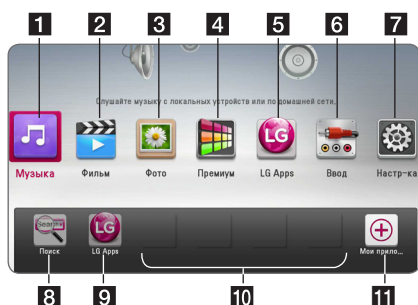 1 2 3 4 5 6 7
Слушайте музыку с локальных устройств или по домашней сети.
LG LG
Музыка Фильм Фото Премиум LG Apps Ввод Настр-ка
Search LG
Поиск LG Apps Мои прило...
8 9 10 11